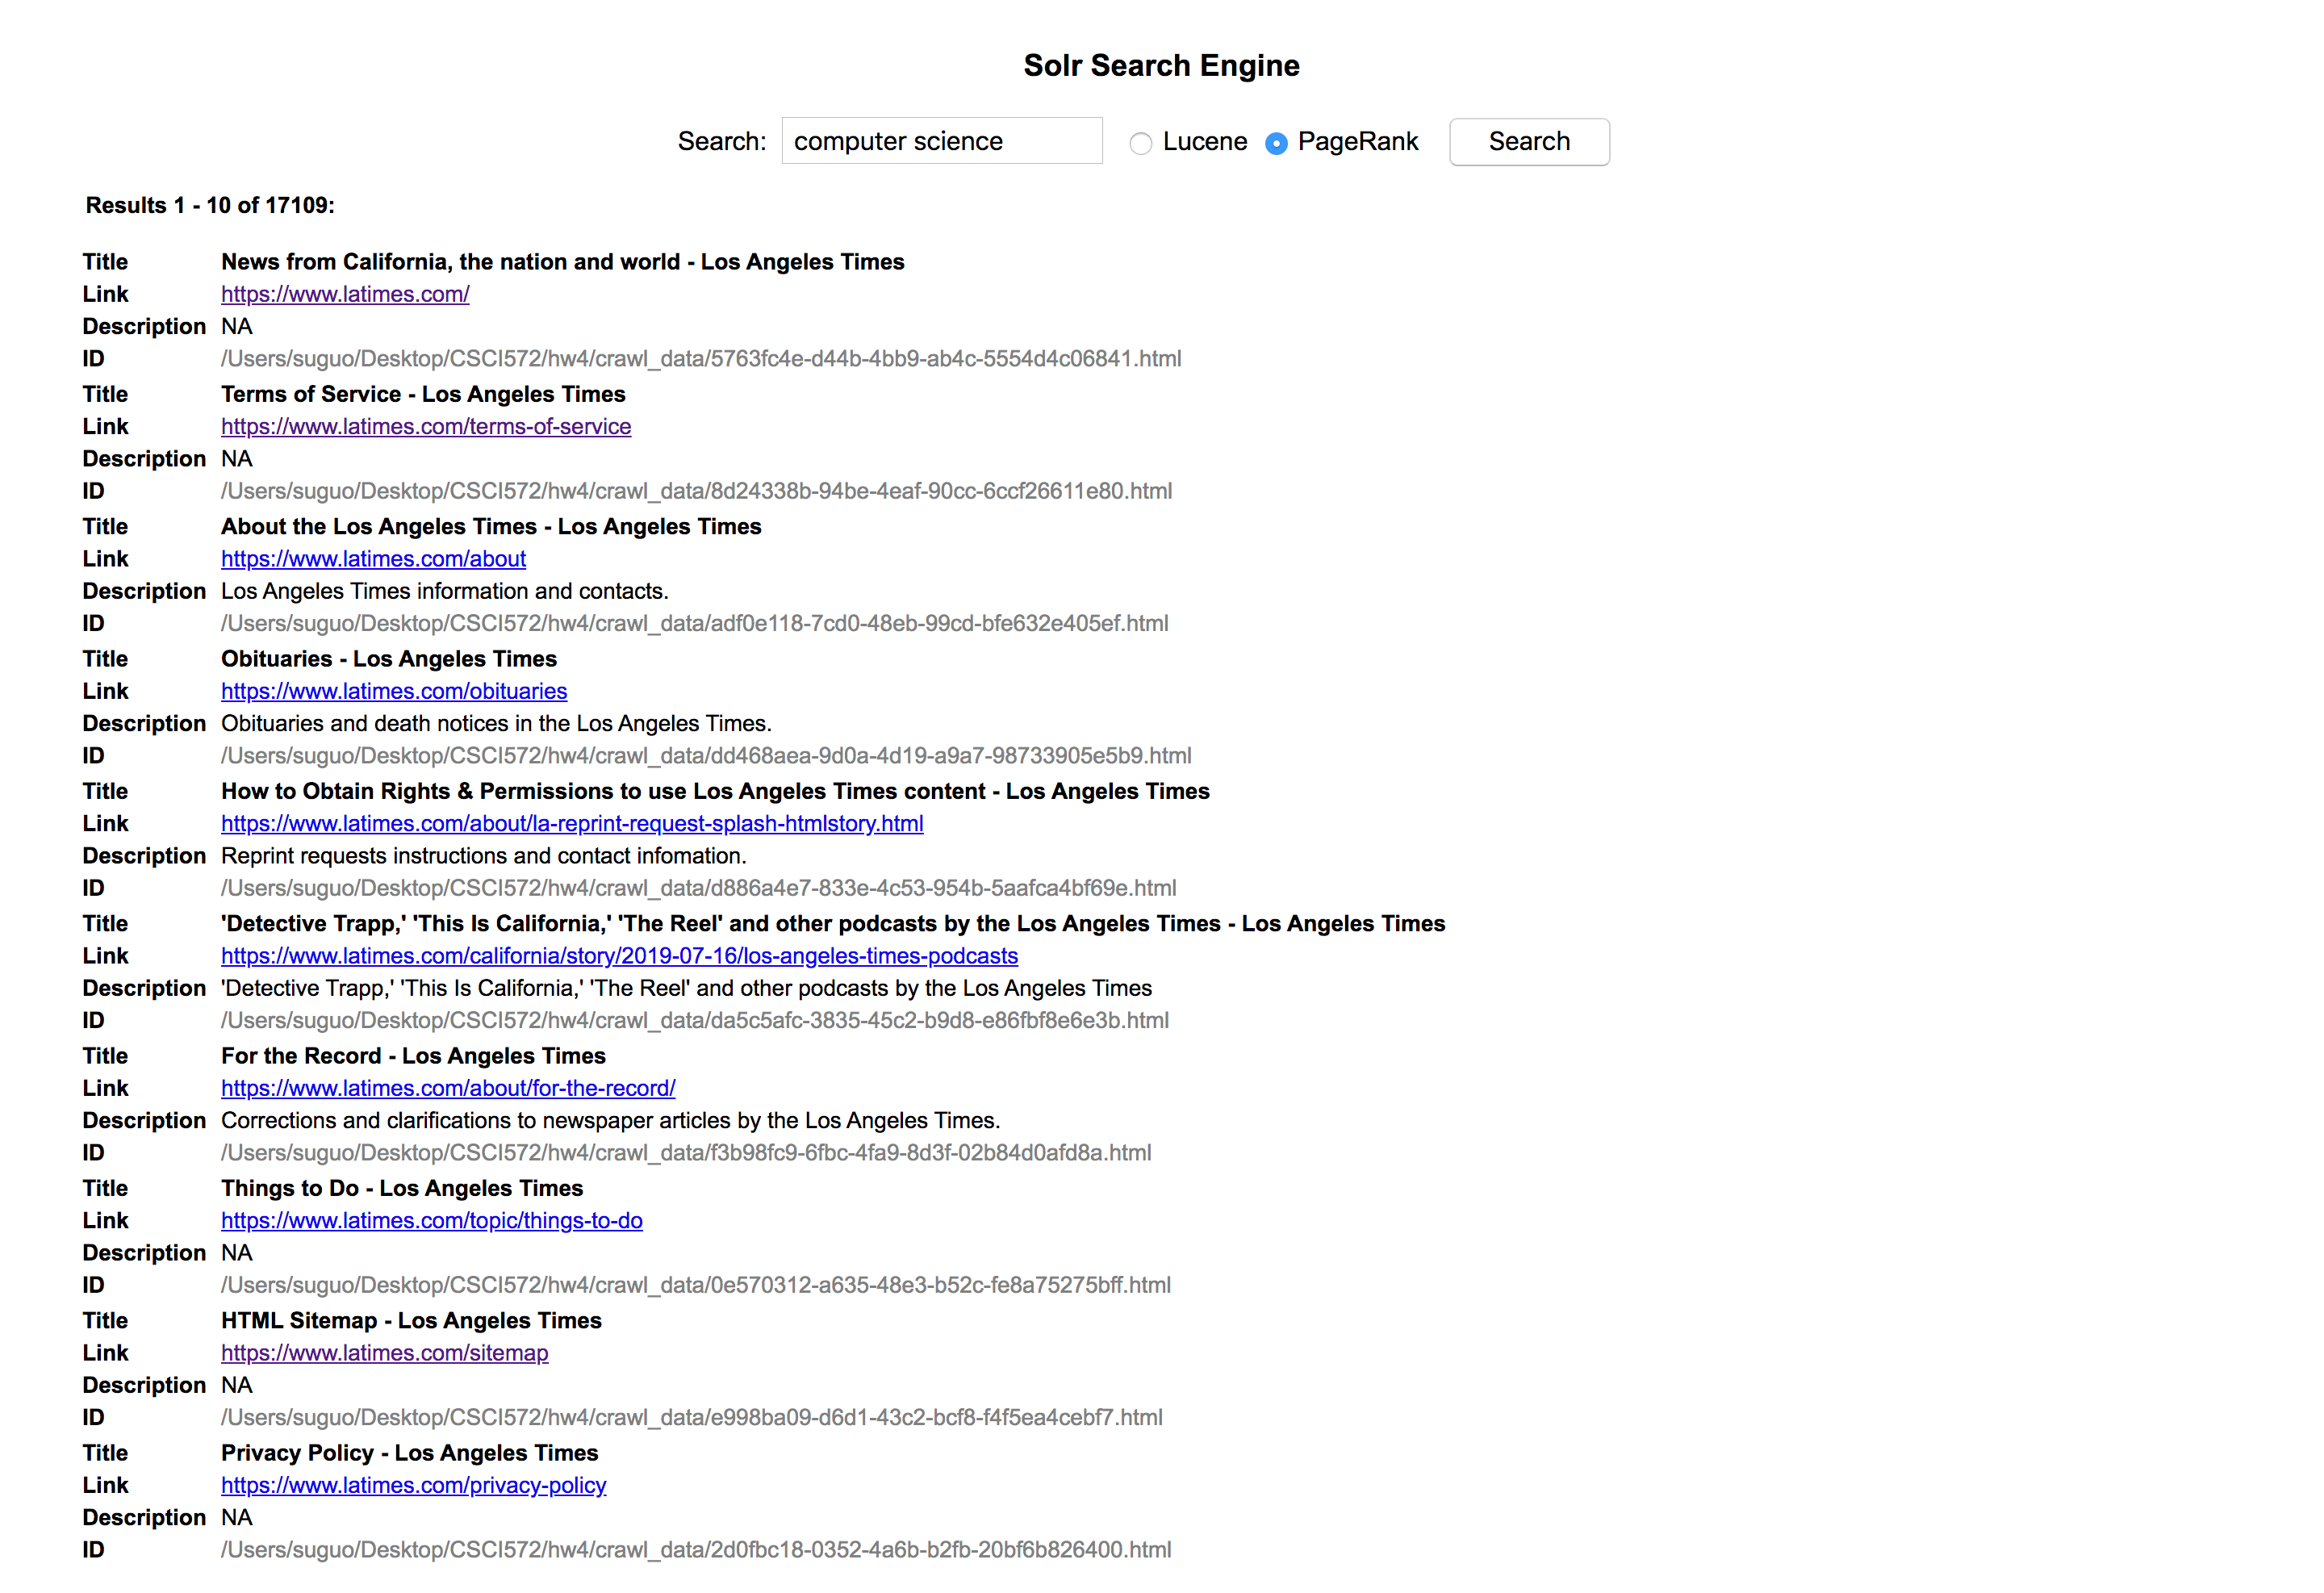 Solr Search Engine
Search: computer science Lucene PageRank Search
Results 1 - 10 of 17109:
Title News from California, the nation and world - Los Angeles Times
Link https://www.latimes.com/
Description NA
ID /Users/suguo/Desktop/CSCI572/hw4/crawl_data/5763fc4e-d44b-4bb9-ab4c-5554d4c06841.html
Title Terms of Service - Los Angeles Times
Link https://www.latimes.com/terms-of-service
Description NA
ID /Users/suguo/Desktop/CSCI572/hw4/crawl_data/8d24338b-94be-4eaf-90cc-6ccf26611e80.html
Title About the Los Angeles Times - Los Angeles Times
Link https://www.latimes.com/about
Description Los Angeles Times information and contacts.
ID /Users/suguo/Desktop/CSCI572/hw4/crawl_data/adf0e118-7cd0-48eb-99cd-bfe632e405ef.html
Title Obituaries - Los Angeles Times
Link https://www.latimes.com/obituaries
Description Obituaries and death notices in the Los Angeles Times.
ID /Users/suguo/Desktop/CSCI572/hw4/crawl_data/dd468aea-9d0a-4d19-a9a7-98733905e5b9.html
Title How to Obtain Rights & Permissions to use Los Angeles Times content - Los Angeles Times
Link https://www.latimes.com/about/la-reprint-request-splash-htmlstory.html
Description Reprint requests instructions and contact infomation.
ID /Users/suguo/Desktop/CSCI572/hw4/crawl_data/d886a4e7-833e-4c53-954b-5aafca4bf69e.html
Title 'Detective Trapp,' 'This Is California,' 'The Reel' and other podcasts by the Los Angeles Times - Los Angeles Times
Link https://www.latimes.com/california/story/2019-07-16/los-angeles-times-podcasts
Description 'Detective Trapp,' 'This Is California,' 'The Reel' and other podcasts by the Los Angeles Times
ID /Users/suguo/Desktop/CSCI572/hw4/crawl_data/da5c5afc-3835-45c2-b9d8-e86fbf8e6e3b.html
Title For the Record - Los Angeles Times
Link https://www.latimes.com/about/for-the-record/
Description Corrections and clarifications to newspaper articles by the Los Angeles Times.
ID /Users/suguo/Desktop/CSCI572/hw4/crawl_data/f3b98fc9-6fbc-4fa9-8d3f-02b84d0afd8a.html
Title Things to Do - Los Angeles Times
Link https://www.latimes.com/topic/things-to-do
Description NA
ID /Users/suguo/Desktop/CSCI572/hw4/crawl_data/0e570312-a635-48e3-b52c-fe8a75275bff.html
Title HTML Sitemap - Los Angeles Times
Link https://www.latimes.com/sitemap
Description NA
ID /Users/suguo/Desktop/CSCI572/hw4/crawl_data/e998ba09-d6d1-43c2-bcf8-f4f5ea4cebf7.html
Title Privacy Policy - Los Angeles Times
Link https://www.latimes.com/privacy-policy
Description NA
ID /Users/suguo/Desktop/CSCI572/hw4/crawl_data/2d0fbc18-0352-4a6b-b2fb-20bf6b826400.html